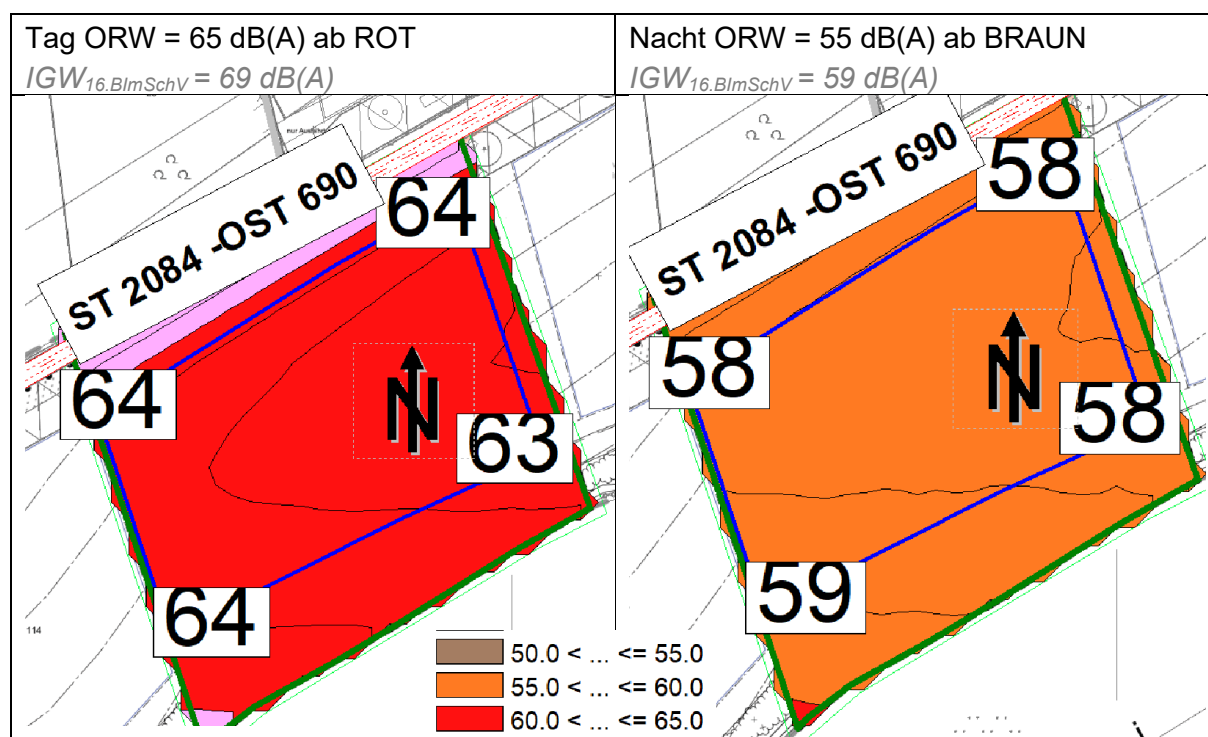 Tag ORW = 65 dB(A) ab ROT
IGW16.BImSchV = 69 dB(A)
Nacht ORW = 55 dB(A) ab BRAUN
IGW16.BImSchV = 59 dB(A)
ST 2084 -OST 690
64
64
63
64
N
114
ST 2084 -OST 690
58
58
58
59
N
50.0 < ... <= 55.0
55.0 < ... <= 60.0
60.0 < ... <= 65.0